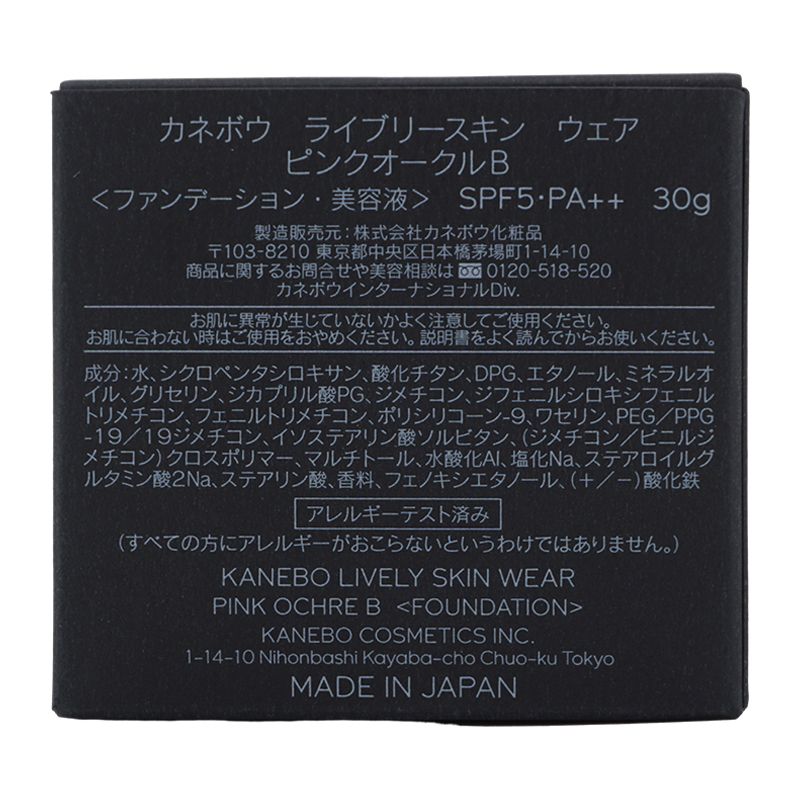 カネボウ ライブリースキン ウェア
ピンクオークルB
＜ファンデーション・美容液＞ SPF5・PA++ 30g
製造販売元：株式会社カネボウ化粧品
〒103-8210 東京都中央区日本橋茅場町1-14-10
商品に関するお問合せや美容相談は 0120-518-520
カネボウインターナショナルDiv.
お肌に異常が生じていないかよく注意してご使用ください。
お肌に合わない時はご使用をおやめください。説明書をよく読んでからお使いください。
成分：水、シクロペンタシロキサン、酸化チタン、DPG、エタノール、ミネラルオ
イル、グリセリン、ジカプリル酸PG、ジメチコン、ジフェニルシロキシフェニル
トリメチコン、フェニルトリメチコン、ポリシリコーン-9、ワセリン、PEG／PPG
-19／19ジメチコン、イソステアリン酸ソルビタン、（ジメチコン／ビニルジ
メチコン）クロスポリマー、マルチトール、水酸化Al、塩化Na、ステアロイルグ
ルタミン酸2Na、ステアリン酸、香料、フェノキシエタノール、（＋／－）酸化鉄
アレルギーテスト済み
（すべての方にアレルギーがおこらないというわけではありません。）
KANEBO LIVELY SKIN WEAR
PINK OCHRE B <FOUNDATION>
KANEBO COSMETICS INC.
1-14-10 Nihonbashi Kayaba-cho Chuo-ku Tokyo
MADE IN JAPAN